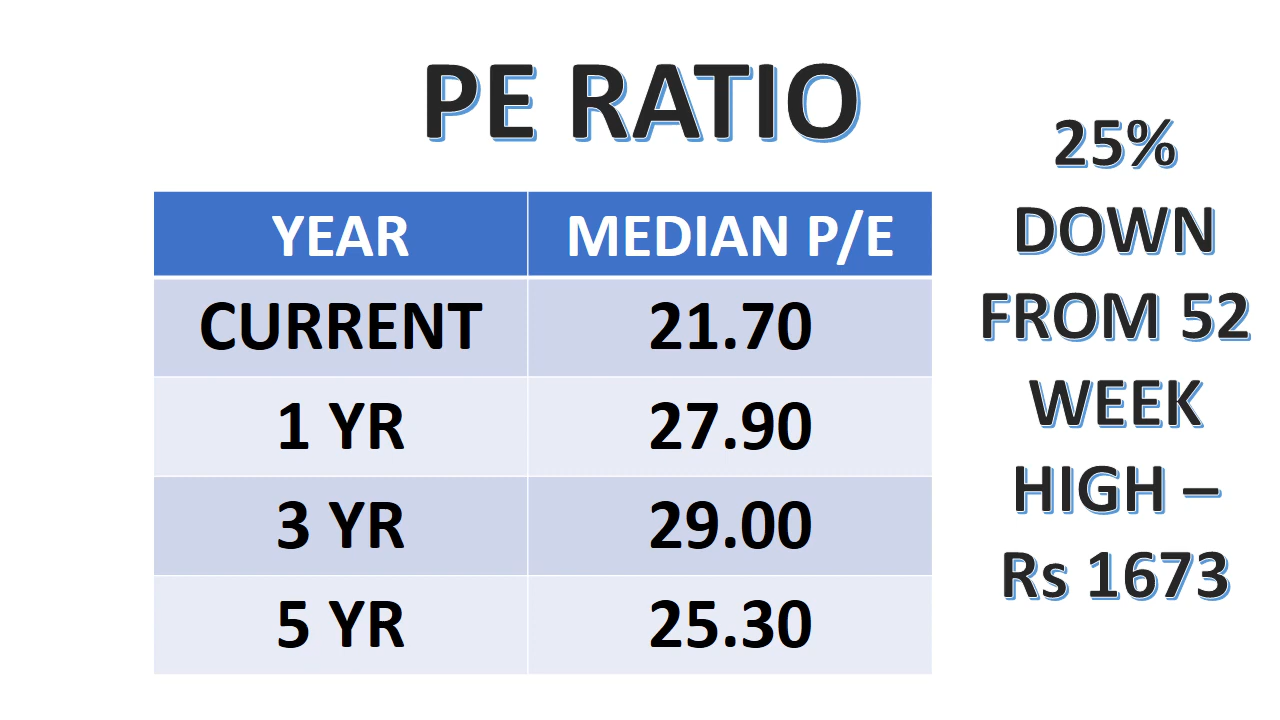 PE RATIO
YEAR MEDIAN P/E
CURRENT 21.70
1 YR 27.90
3 YR 29.00
5 YR 25.30
25%
DOWN
FROM 52
WEEK
HIGH –
Rs 1673